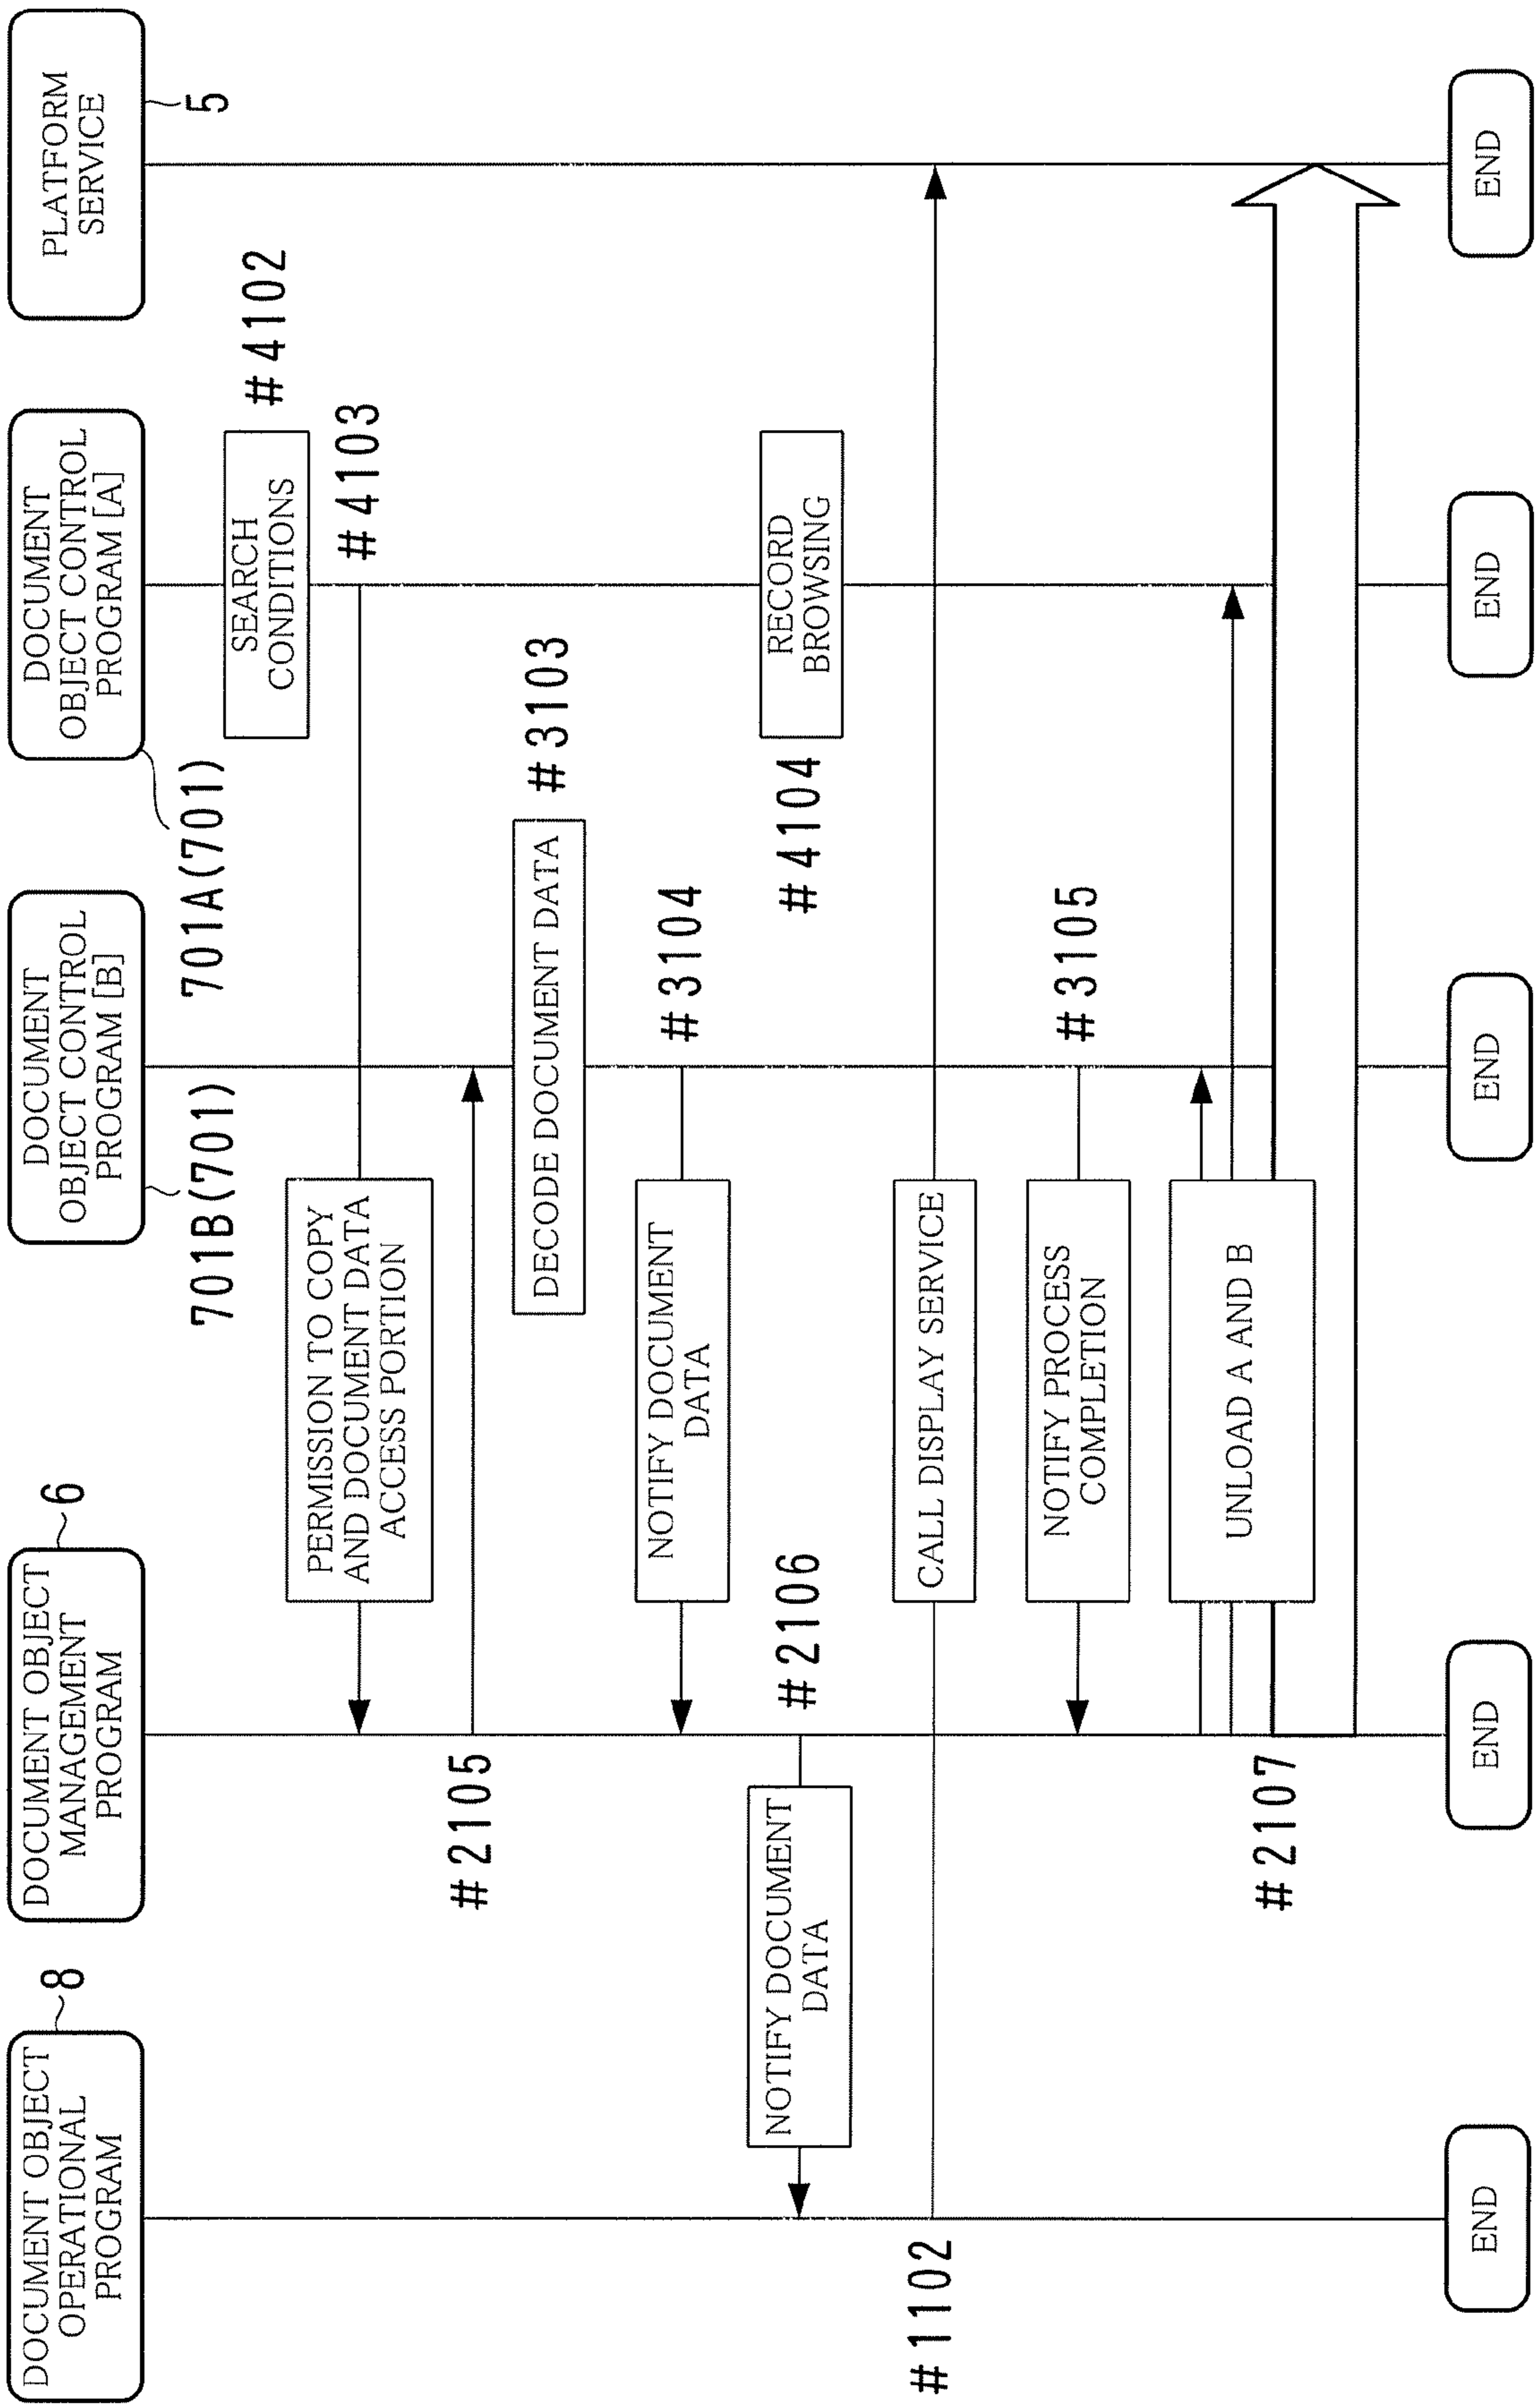 DOCUMENT OBJECT
OPERATIONAL
PROGRAM
8
DOCUMENT OBJECT
MANAGEMENT
PROGRAM
6
DOCUMENT
OBJECT CONTROL
PROGRAM [B]
701B(701)
DOCUMENT
OBJECT CONTROL
PROGRAM [A]
701A(701)
PLATFORM
SERVICE
5
SEARCH
CONDITIONS
#4102
PERMISSION TO COPY
AND DOCUMENT DATA
ACCESS PORTION
#4103
#2105
DECODE DOCUMENT DATA
#3103
NOTIFY DOCUMENT
DATA
#3104
NOTIFY DOCUMENT
DATA
#2106
#4104
RECORD
BROWSING
#1102
CALL DISPLAY SERVICE
NOTIFY PROCESS
COMPLETION
#3105
#2107
UNLOAD A AND B
END
END
END
END
END